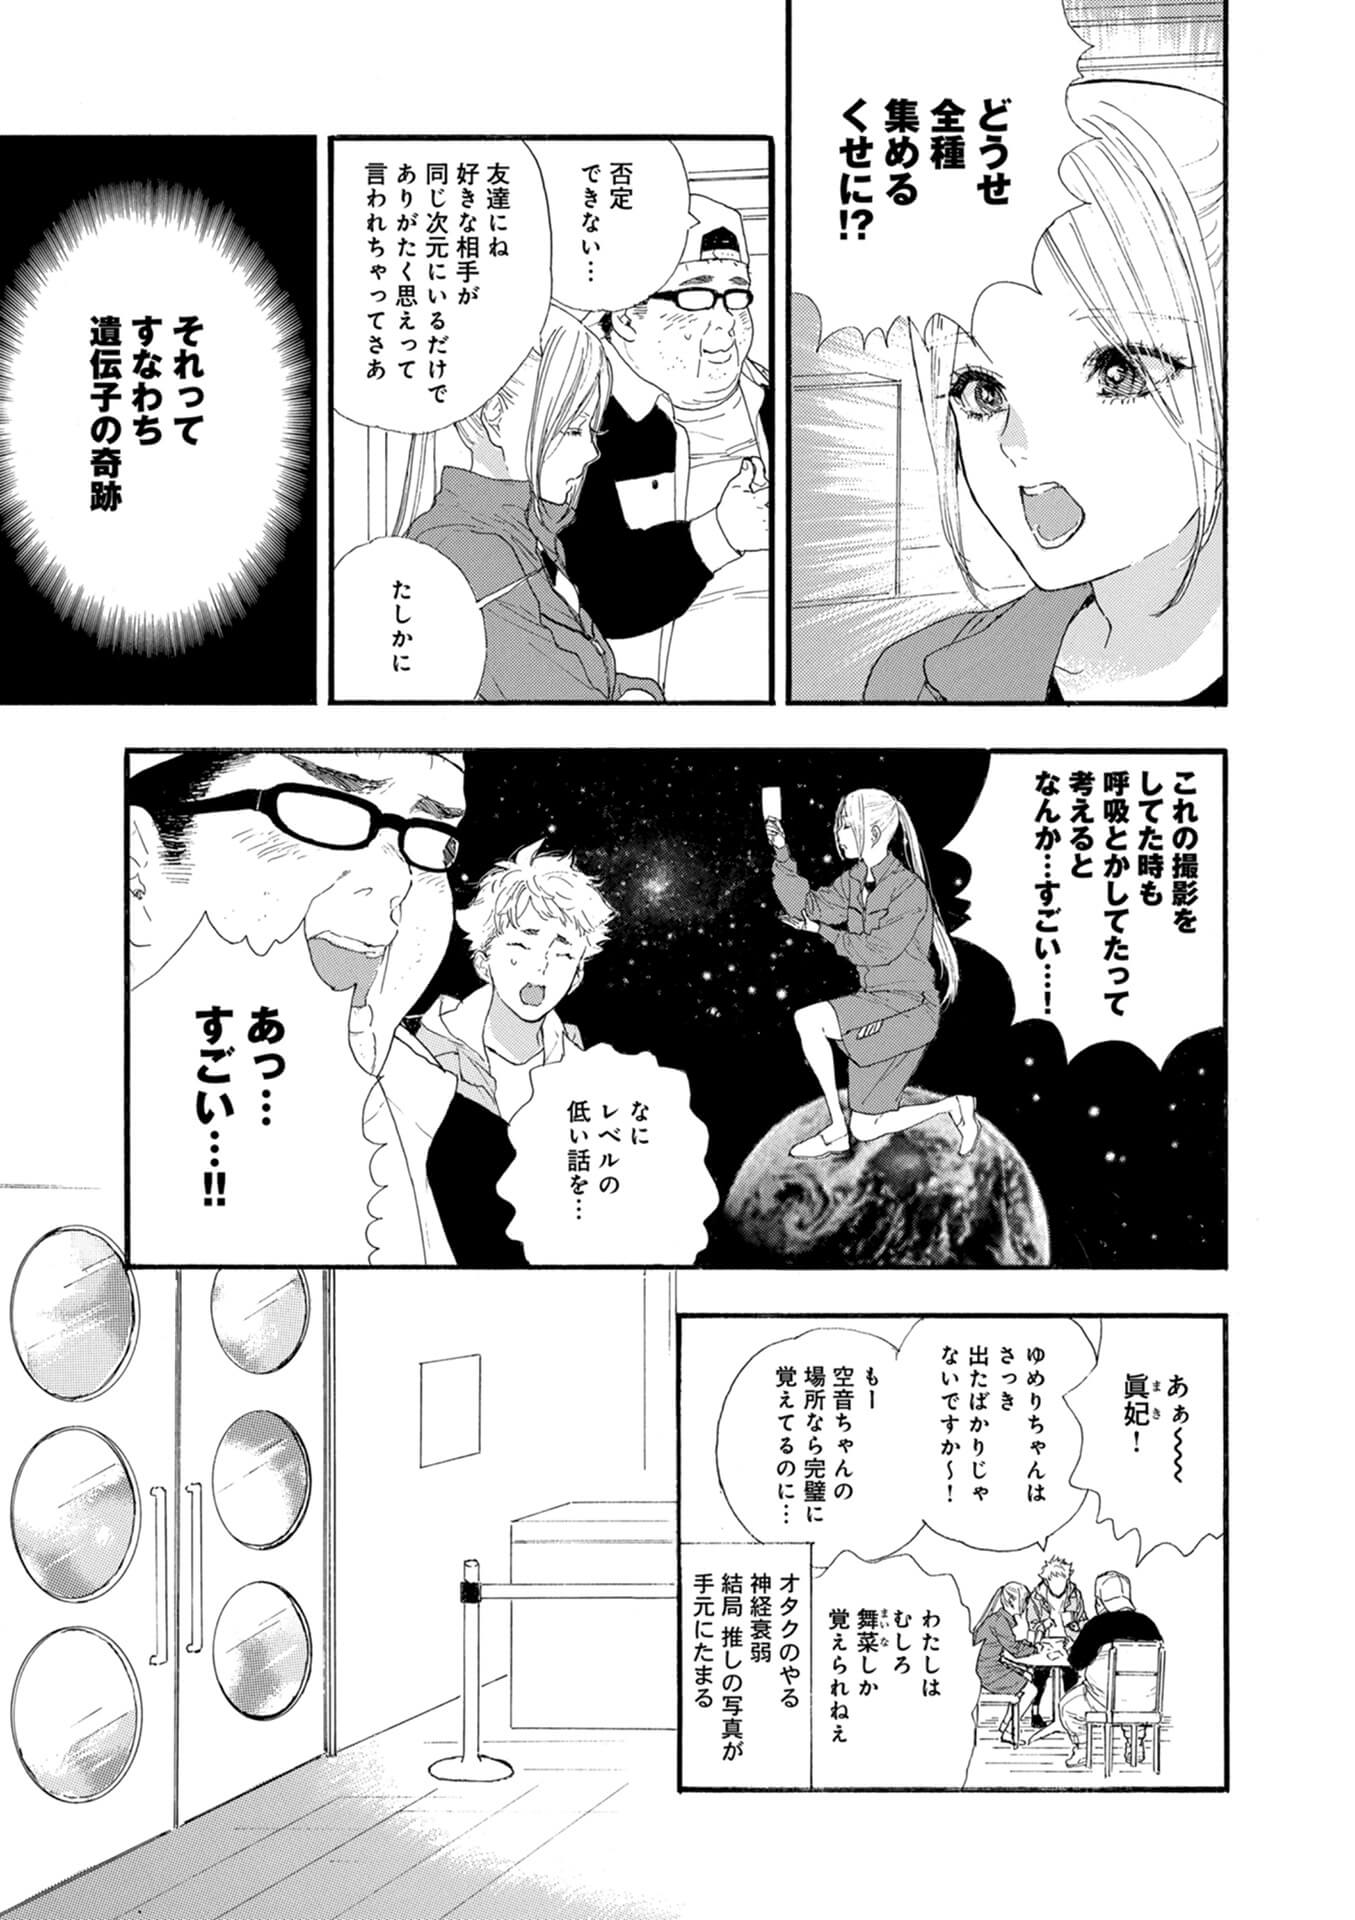 どうせ
全種
集める
くせに!?
否定
できない…
友達にね
好きな相手が
同じ次元にいるだけで
ありがたく思えって
言われちゃってさあ
たしかに
それって
すなわち
遺伝子の奇跡
これの撮影を
してた時も
呼吸とかしてたって
考えると
なんか…すごい…!
なに
レベルの
低い話を…
あっ…
すごい…!!
あぁ〜〜〜
眞妃!
まき
ゆめりちゃんは
さっき
出たばかりじゃ
ないですか〜!
もー
空音ちゃんの
場所なら完璧に
覚えてるのに…
わたしは
むしろ
舞菜しか
まいな
覚えられねえ
オタクのやる
神経衰弱
結局 推しの写真が
手元にたまる